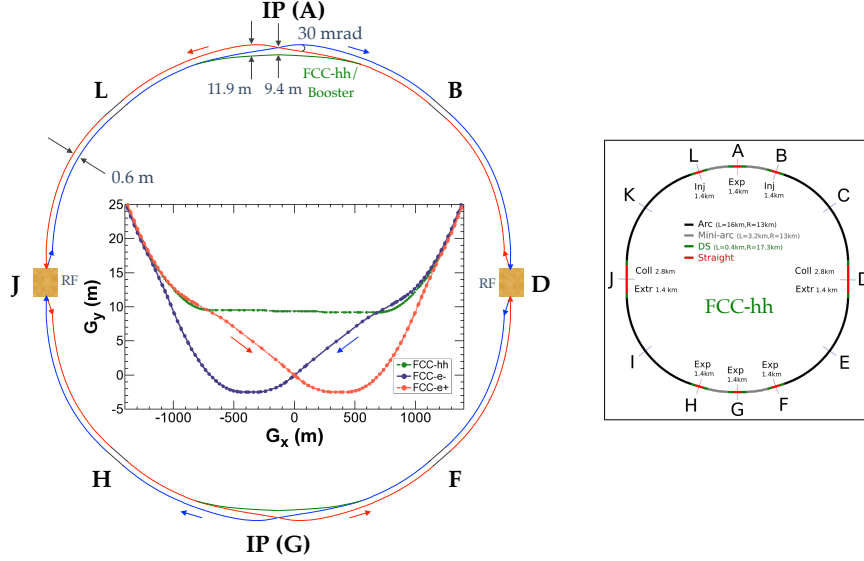 IP (A)
30 mrad
FCC-hh/
Booster
11.9 m
9.4 m
L
B
0.6 m
25
20
15
10
5
0
-5
-1000
-500
0
500
1000
G_y (m)
G_x (m)
FCC-hh
FCC-e-
FCC-e+
J
RF
RF
D
H
F
IP (G)
L
A
B
Inj
1.4km
Exp
1.4km
Inj
1.4km
K
C
Arc (L=16km,R=13km)
Mini-arc (L=3.2km,R=13km)
DS (L=0.4km,R=17.3km)
Straight
J
Coll 2.8km
Extr 1.4 km
Coll 2.8km
Extr 1.4 km
D
FCC-hh
I
E
Exp
1.4km
Exp
1.4km
Exp
1.4km
H
G
F